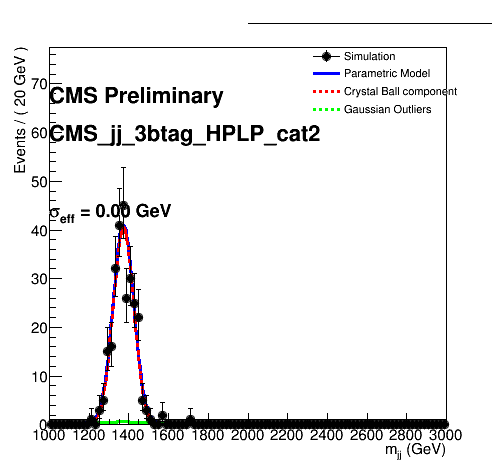 Simulation
Parametric Model
Crystal Ball component
Gaussian Outliers
CMS Preliminary
CMS_jj_3btag_HPLP_cat2
σeff = 0.00 GeV
Events / ( 20 GeV )
70
60
50
40
30
20
10
0
1000 1200 1400 1600 1800 2000 2200 2400 2600 2800 3000
mjj (GeV)